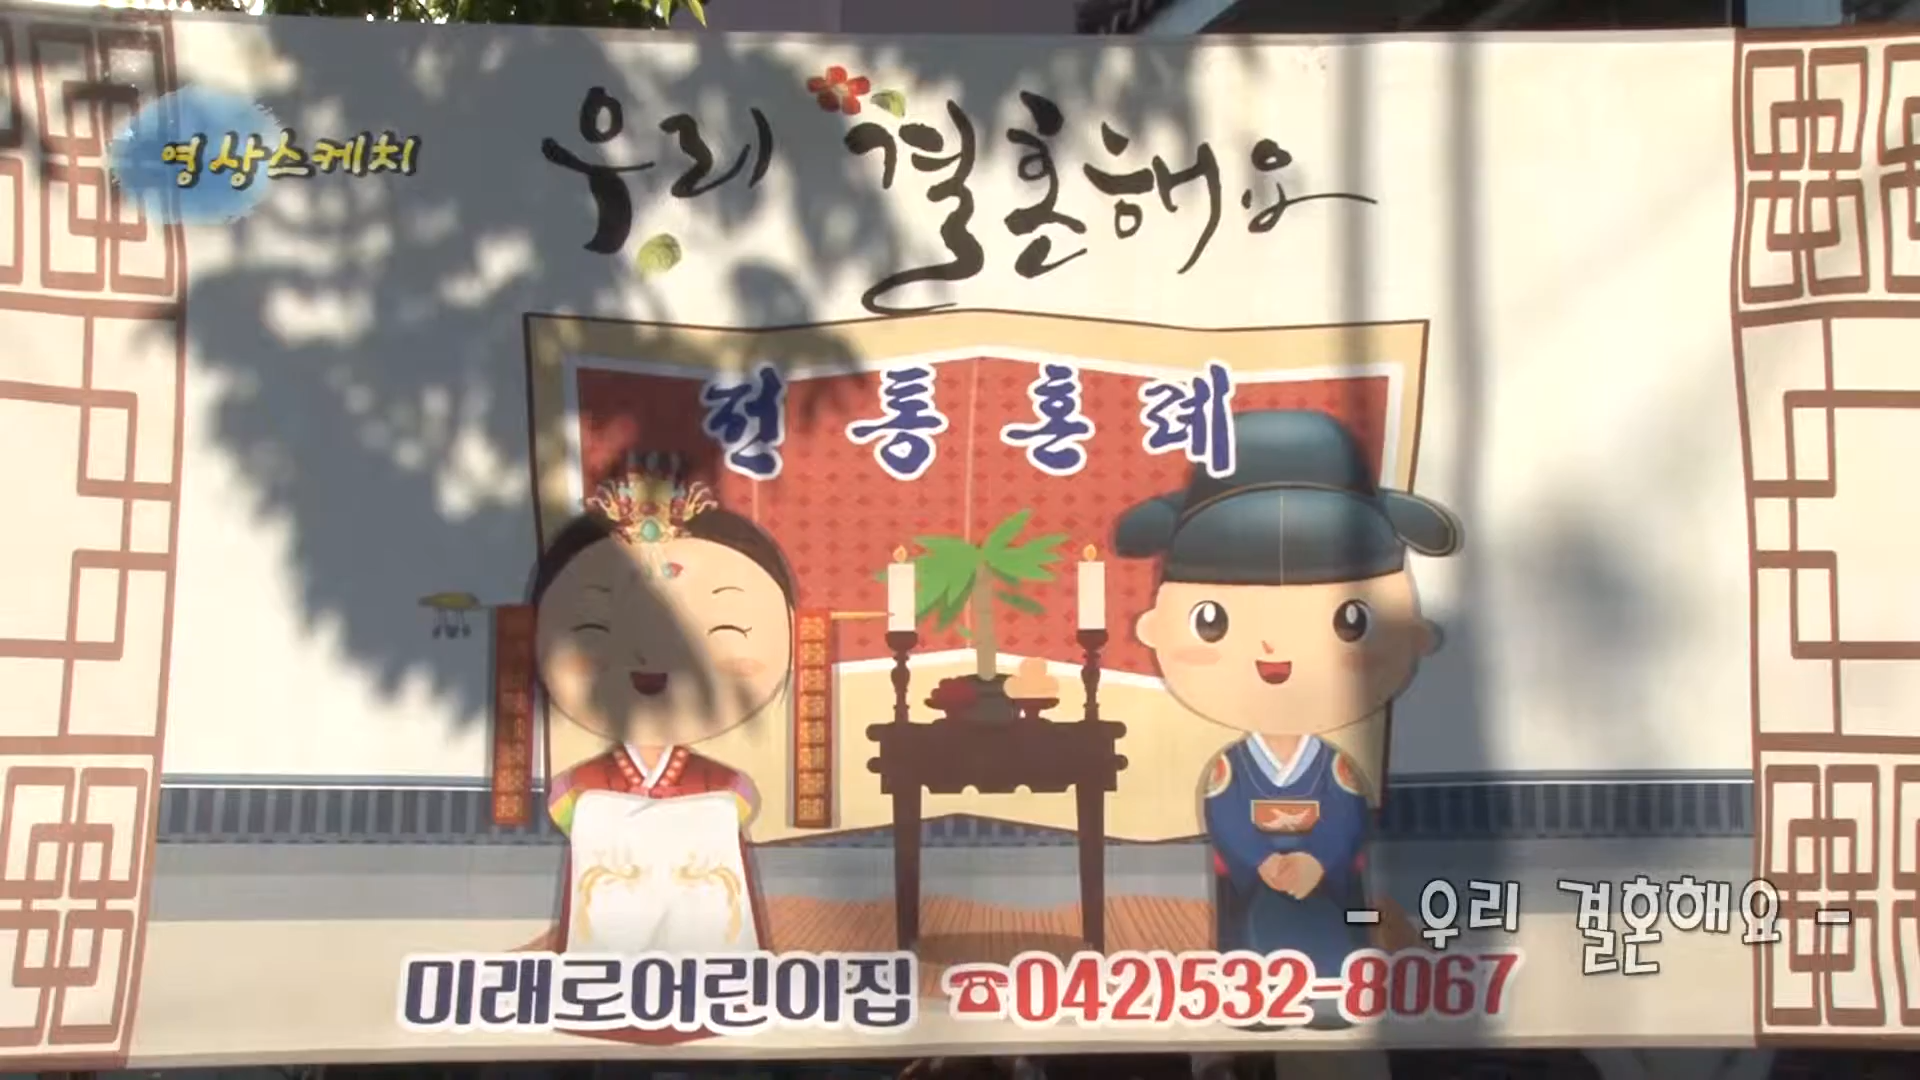 영상스케치
우리 결혼해요
전통혼례
- 우리 결혼해요 -
미래로어린이집 ☎042)532-8067